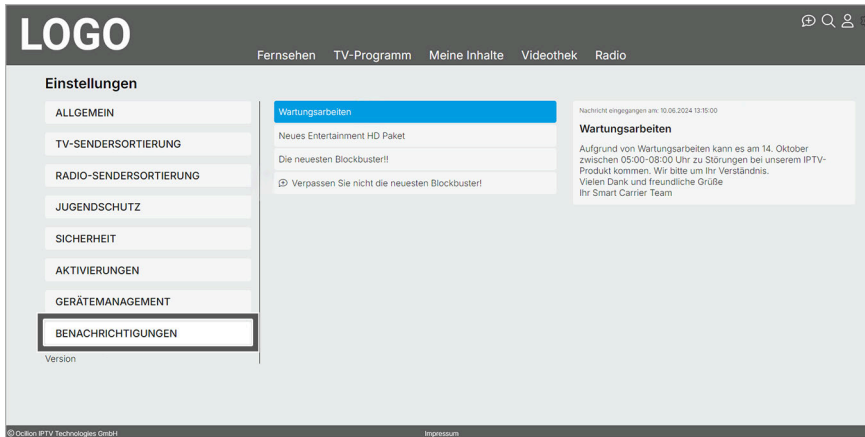 LOGO
Fernsehen TV-Programm Meine Inhalte Videothek Radio
Einstellungen
ALLGEMEIN
TV-SENDERSORTIERUNG
RADIO-SENDERSORTIERUNG
JUGENDSCHUTZ
SICHERHEIT
AKTIVIERUNGEN
GERÄTEMANAGEMENT
BENACHRICHTIGUNGEN
Version
Wartungsarbeiten
Neues Entertainment HD Paket
Die neuesten Blockbuster!!
Verpassen Sie nicht die neuesten Blockbuster!
Nachricht eingegangen am: 10.06.2024 13:15:00
Wartungsarbeiten
Aufgrund von Wartungsarbeiten kann es am 14. Oktober
zwischen 05:00-08:00 Uhr zu Störungen bei unserem IPTV-
Produkt kommen. Wir bitte um Ihr Verständnis.
Vielen Dank und freundliche Grüße
Ihr Smart Carrier Team
© Ocilion IPTV Technologies GmbH
Impressum